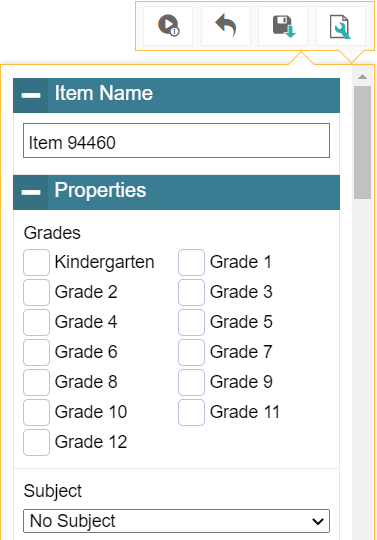 Item Name
Item 94460
Properties
Grades
Kindergarten Grade 1
Grade 2 Grade 3
Grade 4 Grade 5
Grade 6 Grade 7
Grade 8 Grade 9
Grade 10 Grade 11
Grade 12
Subject
No Subject